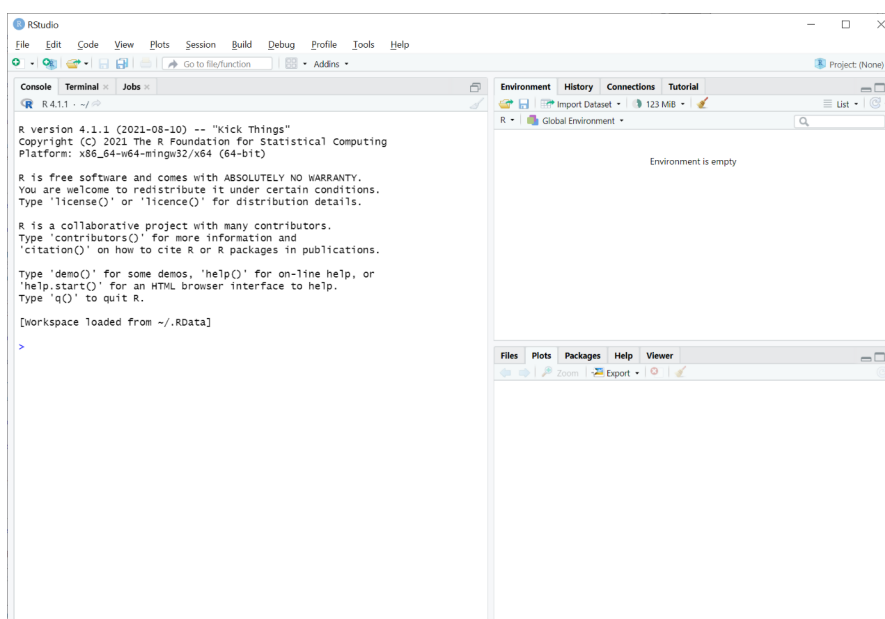 RStudio
File Edit Code View Plots Session Build Debug Profile Tools Help
Go to file/function Addins Project: (None)
Console Terminal Jobs
R 4.1.1 · ~/
R version 4.1.1 (2021-08-10) -- "Kick Things"
Copyright (C) 2021 The R Foundation for Statistical Computing
Platform: x86_64-w64-mingw32/x64 (64-bit)
R is free software and comes with ABSOLUTELY NO WARRANTY.
You are welcome to redistribute it under certain conditions.
Type 'license()' or 'licence()' for distribution details.
R is a collaborative project with many contributors.
Type 'contributors()' for more information and
'citation()' on how to cite R or R packages in publications.
Type 'demo()' for some demos, 'help()' for on-line help, or
'help.start()' for an HTML browser interface to help.
Type 'q()' to quit R.
[Workspace loaded from ~/.RData]
>
Environment History Connections Tutorial
Import Dataset 123 MiB List
R Global Environment
Environment is empty
Files Plots Packages Help Viewer
Zoom Export